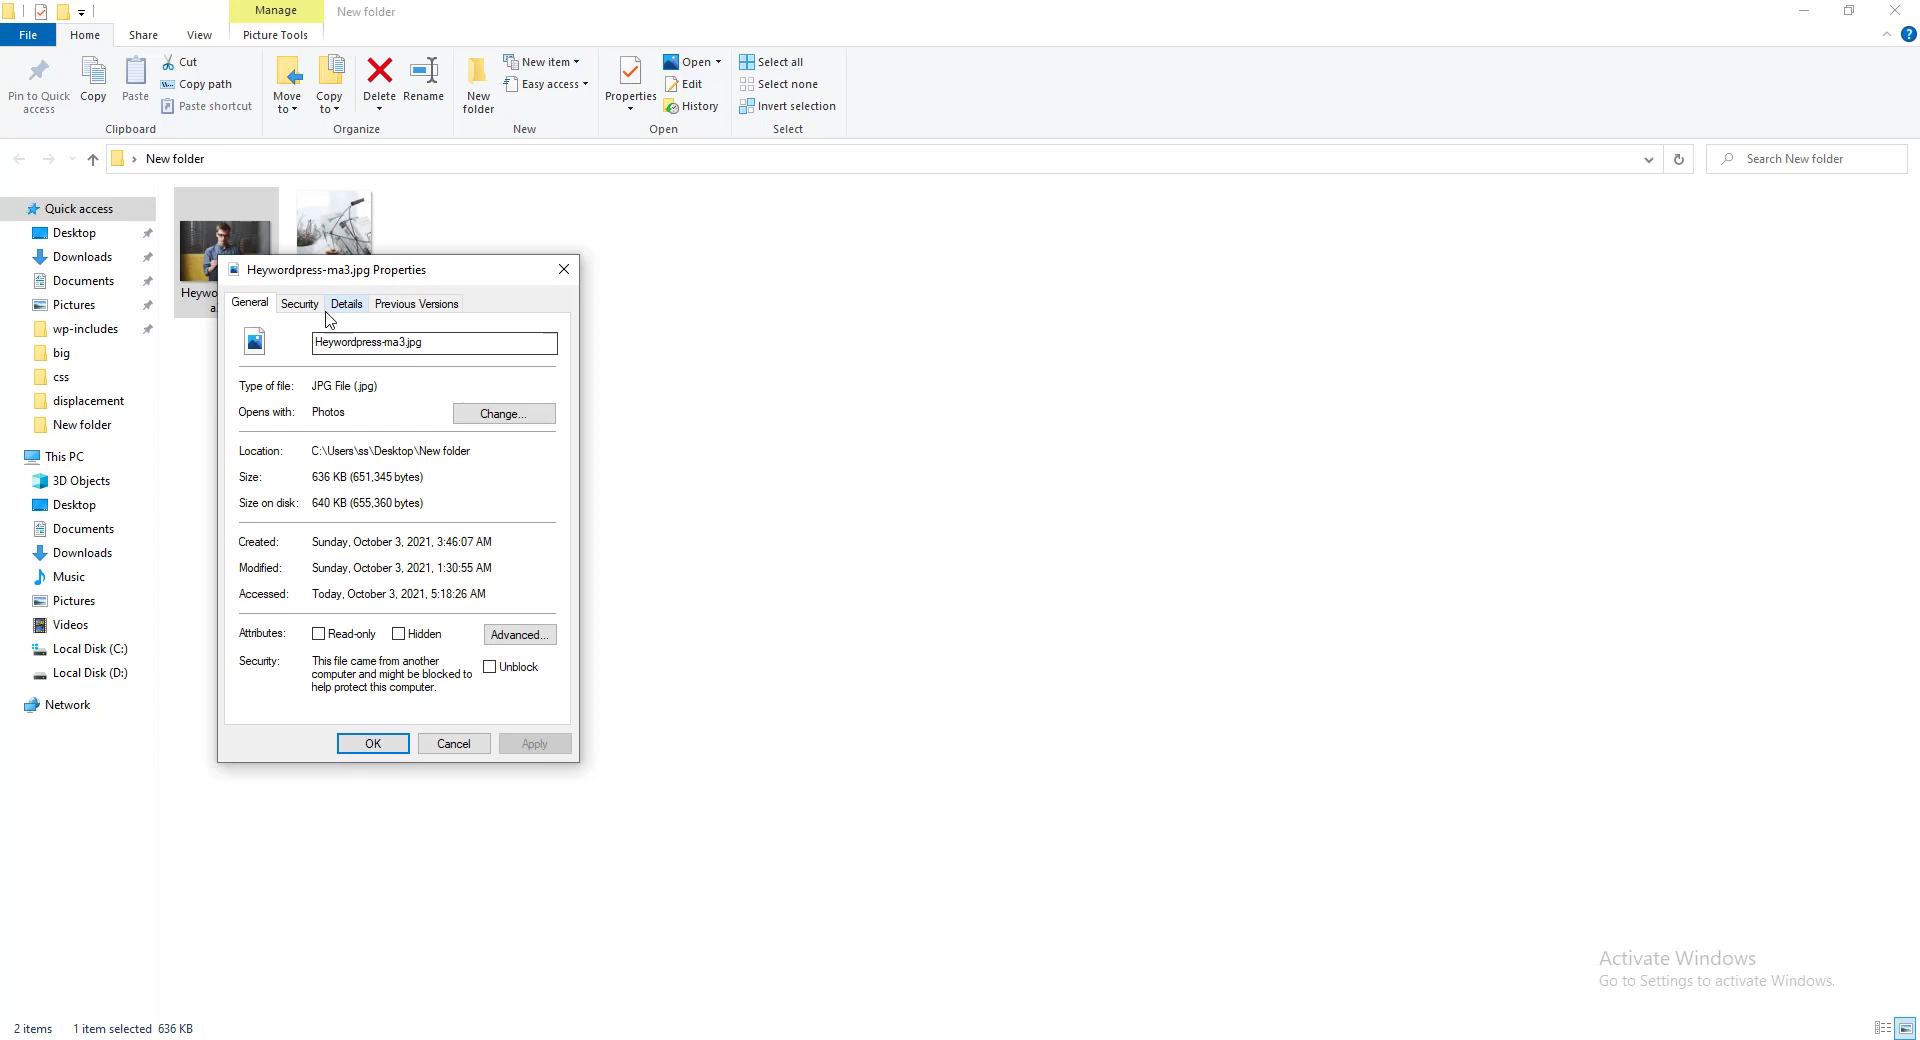 Manage
New folder
File
Home
Share
View
Picture Tools
Pin to Quick
access
Copy
Paste
Cut
Copy path
Paste shortcut
Clipboard
Move
to
Copy
to
Delete
Rename
Organize
New
folder
New item
Easy access
New
Properties
Open
Edit
History
Open
Select all
Select none
Invert selection
Select
New folder
Search New folder
Quick access
Desktop
Downloads
Documents
Pictures
wp-includes
big
css
displacement
New folder
This PC
3D Objects
Desktop
Documents
Downloads
Music
Pictures
Videos
Local Disk (C:)
Local Disk (D:)
Network
Heywo
a
Heywordpress-ma3.jpg Properties
General
Security
Details
Previous Versions
Heywordpress-ma3.jpg
Type of file: JPG File (.jpg)
Opens with: Photos
Change...
Location: C:\Users\ss\Desktop\New folder
Size: 636 KB (651,345 bytes)
Size on disk: 640 KB (655,360 bytes)
Created: Sunday, October 3, 2021, 3:46:07 AM
Modified: Sunday, October 3, 2021, 1:30:55 AM
Accessed: Today, October 3, 2021, 5:18:26 AM
Attributes: Read-only Hidden Advanced...
Security: This file came from another
computer and might be blocked to
help protect this computer.
Unblock
OK
Cancel
Apply
Activate Windows
Go to Settings to activate Windows.
2 items 1 item selected 636 KB